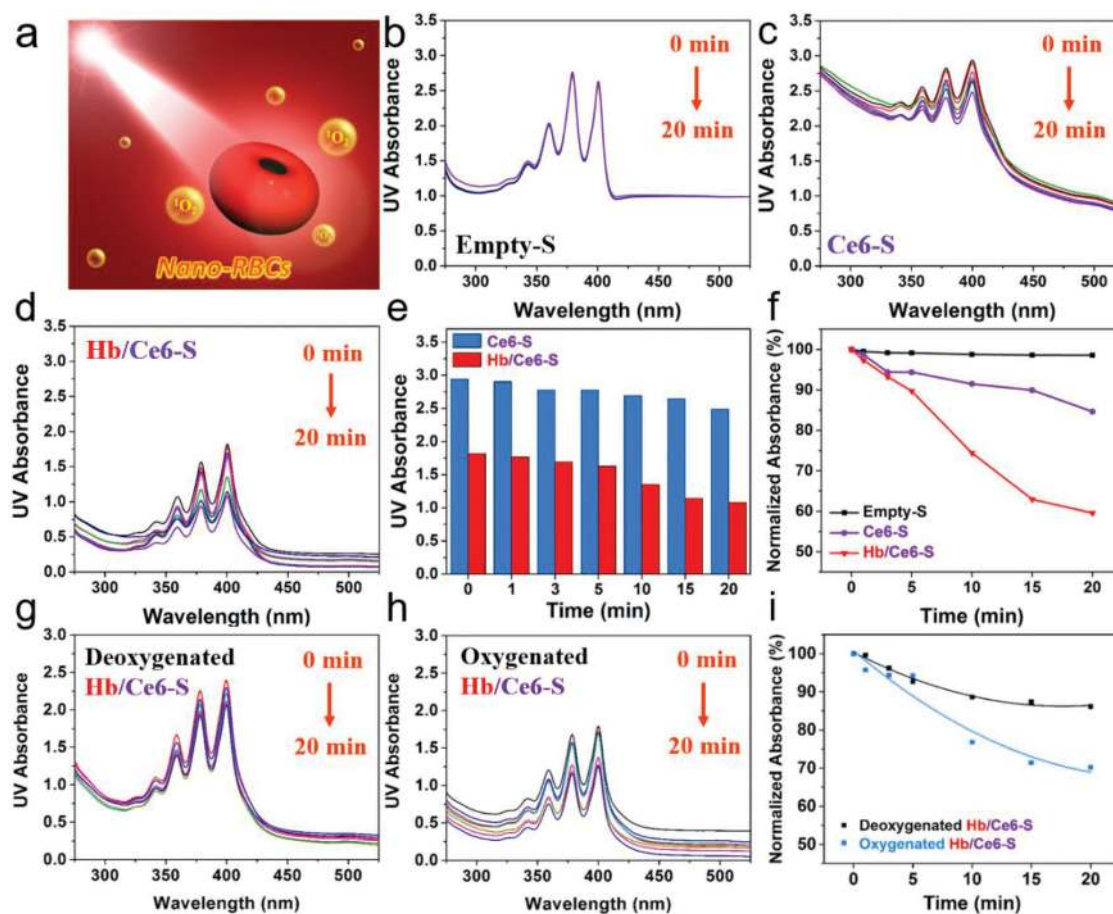 a
¹O₂
¹O₂
¹O₂
Nano-RBCs
b
UV Absorbance
3.5
3.0
2.5
2.0
1.5
1.0
0.5
0.0
0 min
20 min
Empty-S
300 350 400 450 500
Wavelength (nm)
c
UV Absorbance
3.5
3.0
2.5
2.0
1.5
1.0
0.5
0.0
0 min
20 min
Ce6-S
300 350 400 450 500
Wavelength (nm)
d
UV Absorbance
3.5
3.0
2.5
2.0
1.5
1.0
0.5
0.0
Hb/Ce6-S
0 min
20 min
300 350 400 450 500
Wavelength (nm)
e
UV Absorbance
3.5
3.0
2.5
2.0
1.5
1.0
0.5
0.0
Ce6-S
Hb/Ce6-S
0 1 3 5 10 15 20
Time (min)
f
Normalized Absorbance (%)
100
90
80
70
60
50
Empty-S
Ce6-S
Hb/Ce6-S
0 5 10 15 20
Time (min)
g
UV Absorbance
3.0
2.5
2.0
1.5
1.0
0.5
0.0
Deoxygenated
Hb/Ce6-S
0 min
20 min
300 350 400 450 500
Wavelength (nm)
h
UV Absorbance
3.0
2.5
2.0
1.5
1.0
0.5
0.0
Oxygenated
Hb/Ce6-S
0 min
20 min
300 350 400 450 500
Wavelength (nm)
i
Normalized Absorbance (%)
100
90
80
70
60
50
Deoxygenated Hb/Ce6-S
Oxygenated Hb/Ce6-S
0 5 10 15 20
Time (min)